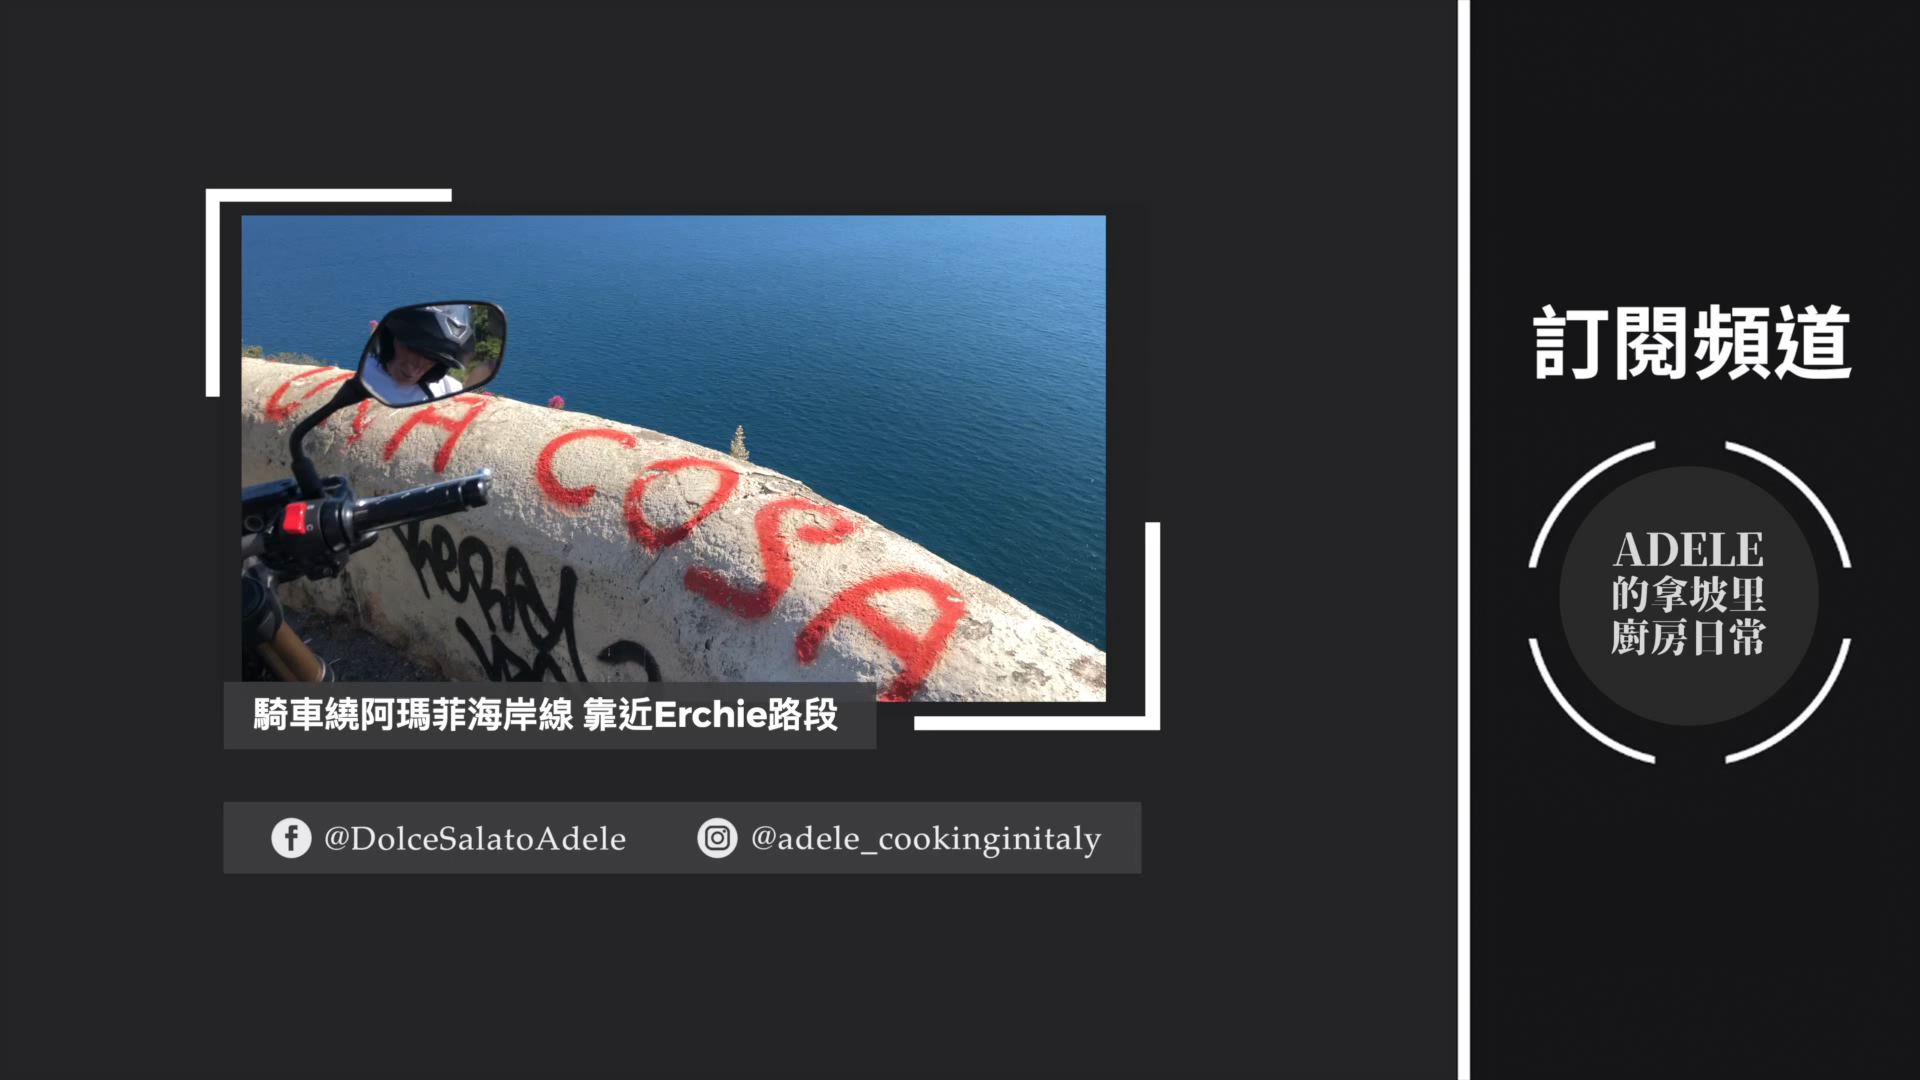 UNA COSA
騎車繞阿瑪菲海岸線 靠近Erchie路段
@DolceSalatoAdele
@adele_cookinginitaly
訂閱頻道
ADELE
的拿坡里
廚房日常